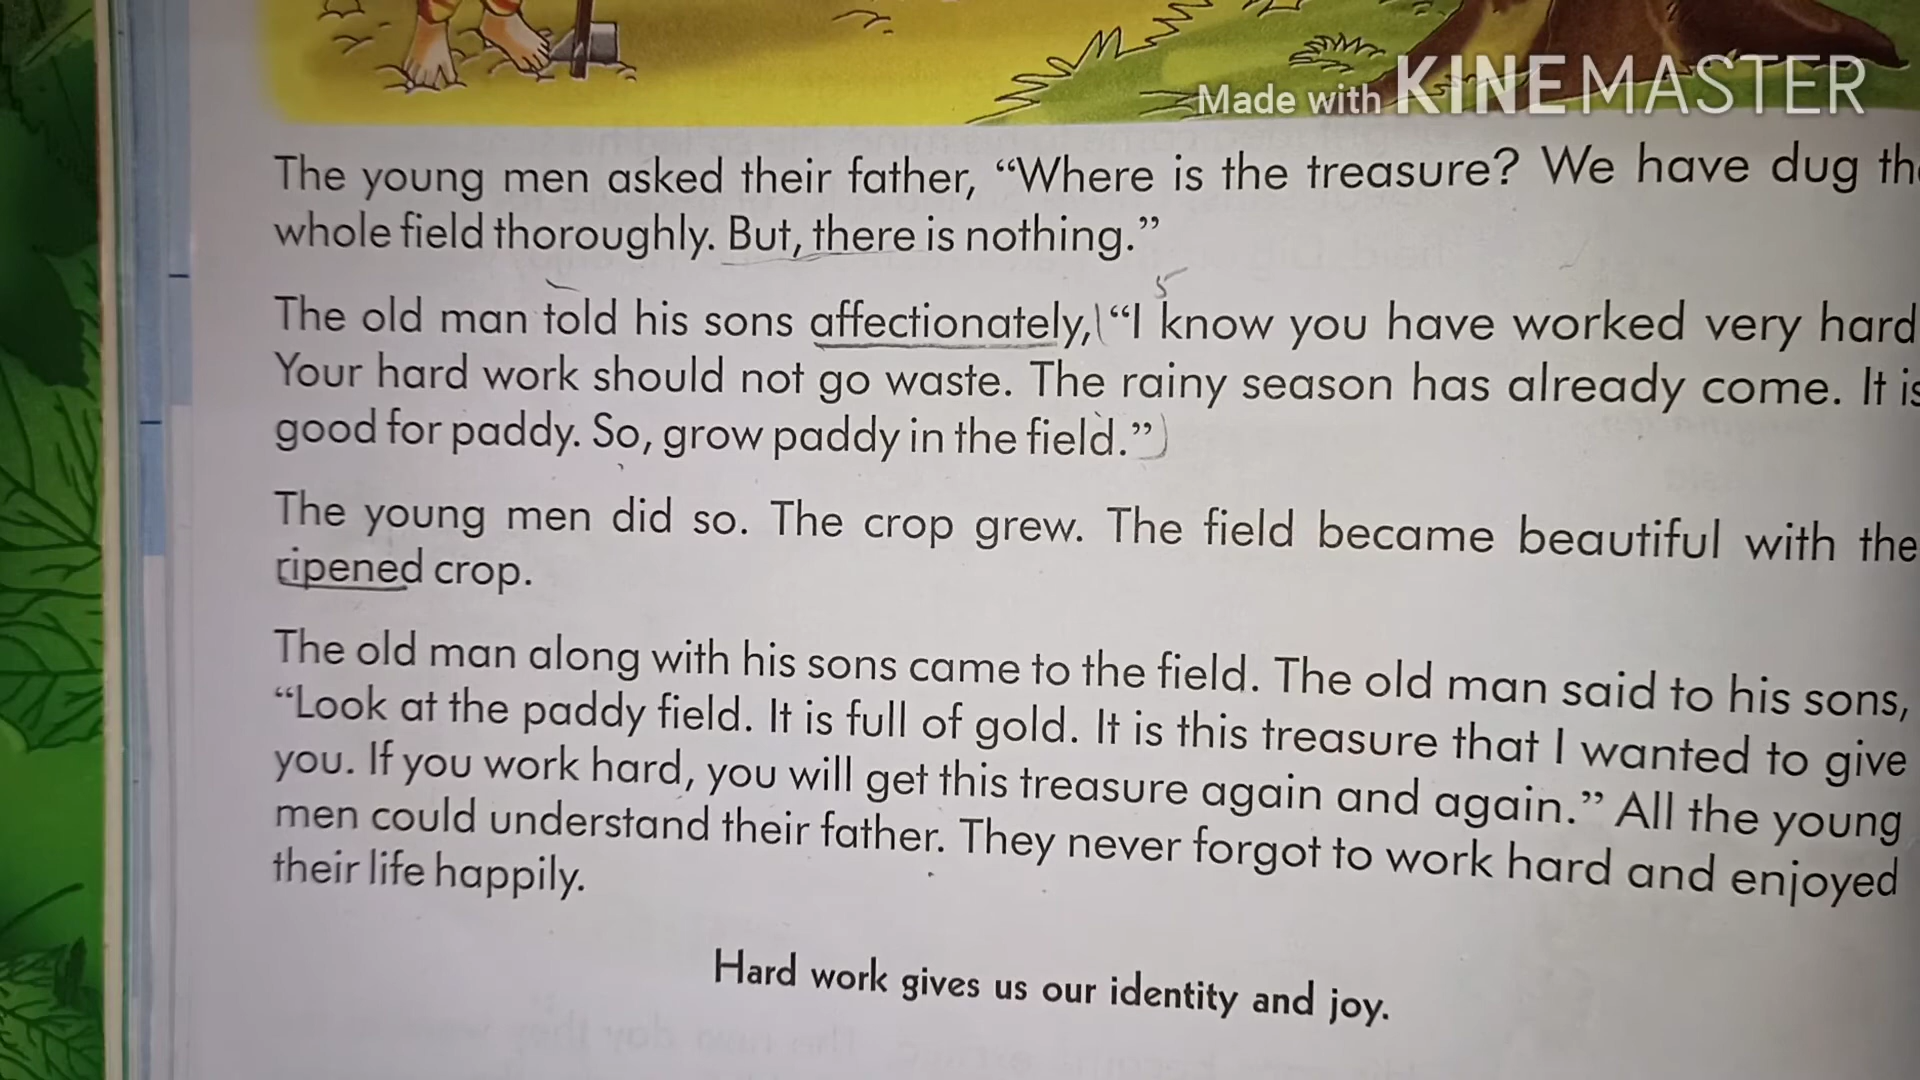 Made with KINEMASTER
The young men asked their father, “Where is the treasure? We have dug the
whole field thoroughly. But, there is nothing.”
The old man told his sons affectionately, “I know you have worked very hard
Your hard work should not go waste. The rainy season has already come. It is
good for paddy. So, grow paddy in the field.”
The young men did so. The crop grew. The field became beautiful with the
ripened crop.
The old man along with his sons came to the field. The old man said to his sons,
“Look at the paddy field. It is full of gold. It is this treasure that I wanted to give
you. If you work hard, you will get this treasure again and again.” All the young
men could understand their father. They never forgot to work hard and enjoyed
their life happily.
Hard work gives us our identity and joy.